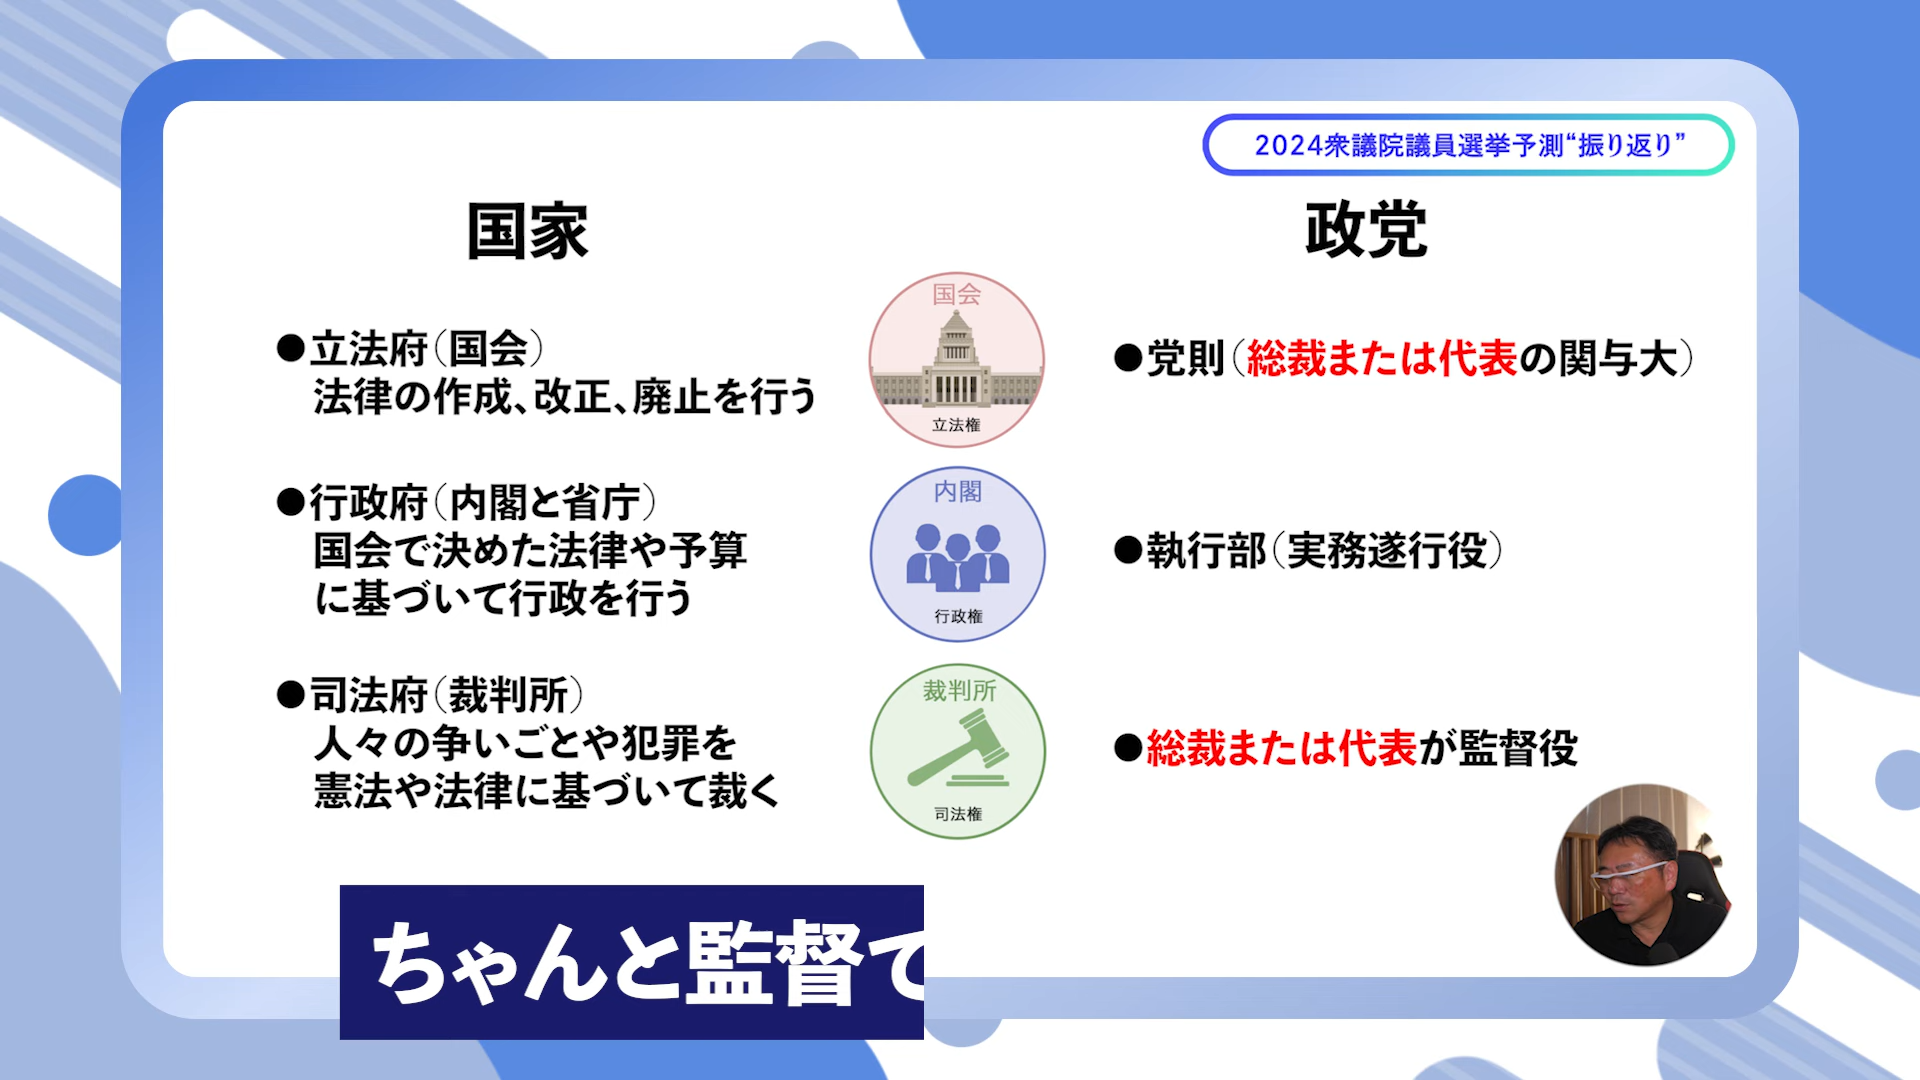 2024衆議院議員選挙予測“振り返り”
国家
●立法府（国会）
法律の作成、改正、廃止を行う
●行政府（内閣と省庁）
国会で決めた法律や予算
に基づいて行政を行う
●司法府（裁判所）
人々の争いごとや犯罪を
憲法や法律に基づいて裁く
国会
立法権
内閣
行政権
裁判所
司法権
政党
●党則（総裁または代表の関与大）
●執行部（実務遂行役）
●総裁または代表が監督役
ちゃんと監督て